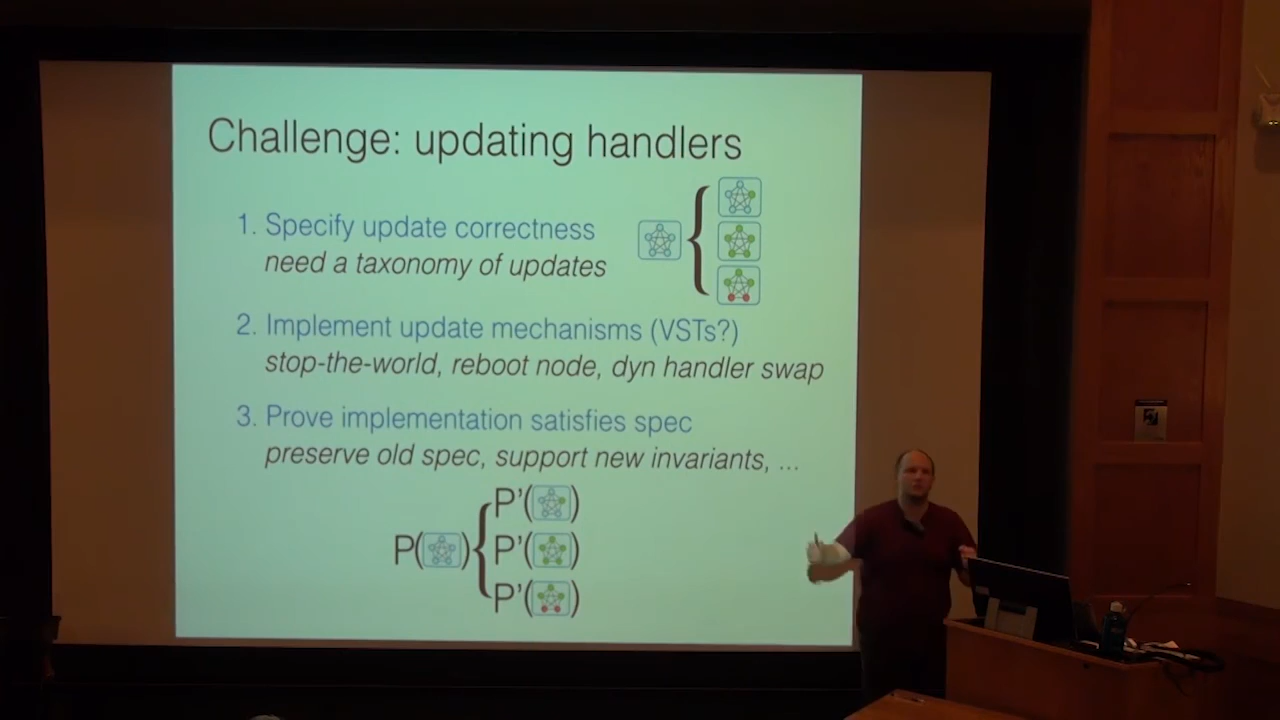 Challenge: updating handlers
1. Specify update correctness
need a taxonomy of updates
2. Implement update mechanisms (VSTs?)
stop-the-world, reboot node, dyn handler swap
3. Prove implementation satisfies spec
preserve old spec, support new invariants, ...
P'( )
P( ) { P'( )
P'( )